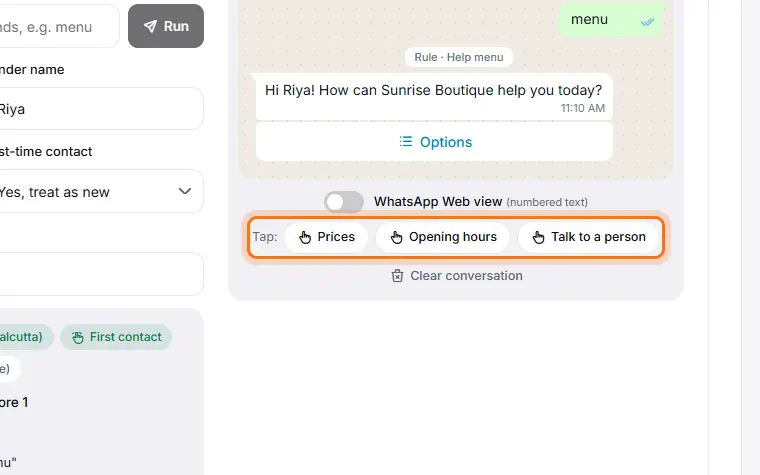 nds, e.g. menu
Run
nder name
Riya
st-time contact
Yes, treat as new
alcutta)
First contact
e)
ore 1
nu"
menu
Rule · Help menu
Hi Riya! How can Sunrise Boutique help you today?
11:10 AM
Options
WhatsApp Web view (numbered text)
Tap: Prices Opening hours Talk to a person
Clear conversation